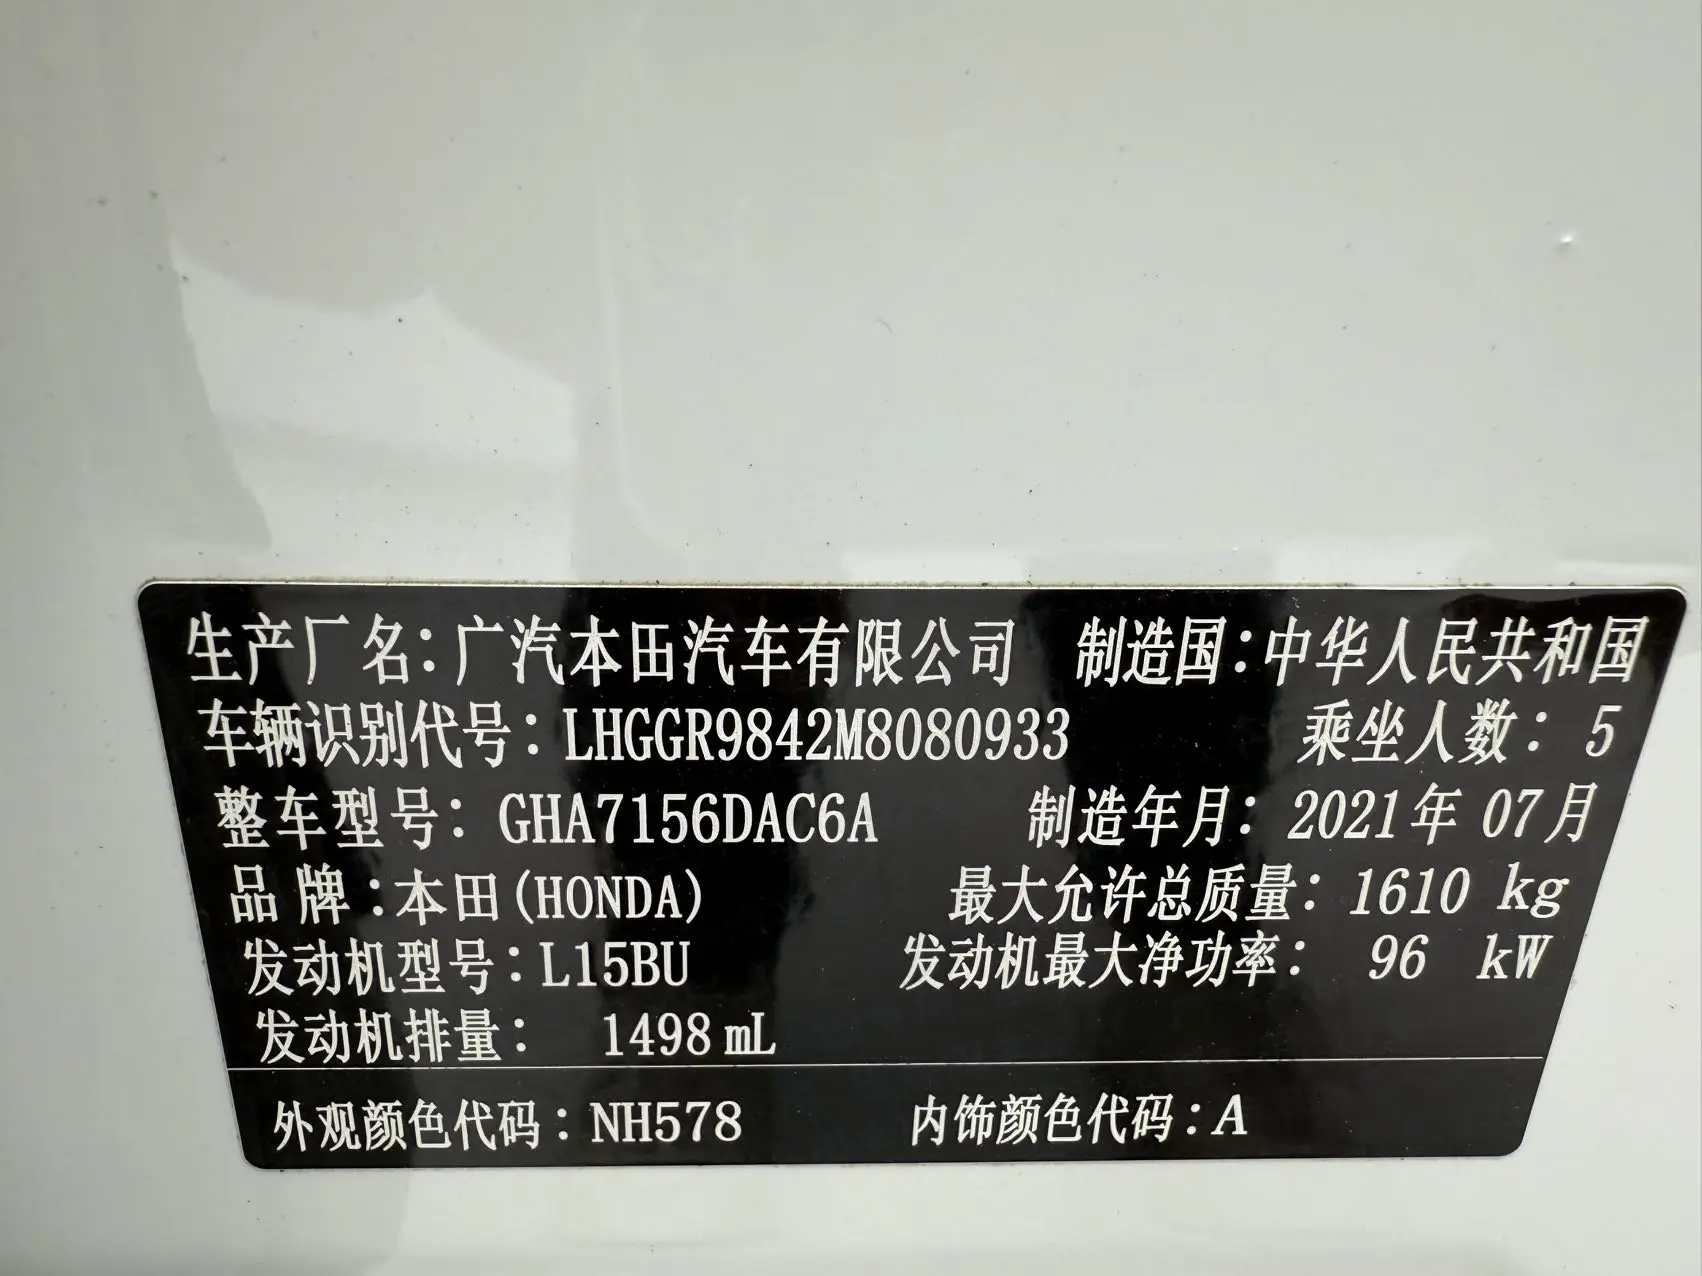 生产厂名：广汽本田汽车有限公司 制造国：中华人民共和国
车辆识别代号：LHGGR9842M8080933 乘坐人数：5
整车型号：GHA7156DAC6A 制造年月：2021年07月
品牌：本田(HONDA) 最大允许总质量：1610 kg
发动机型号：L15BU 发动机最大净功率：96 kW
发动机排量：1498 mL
外观颜色代码：NH578 内饰颜色代码：A